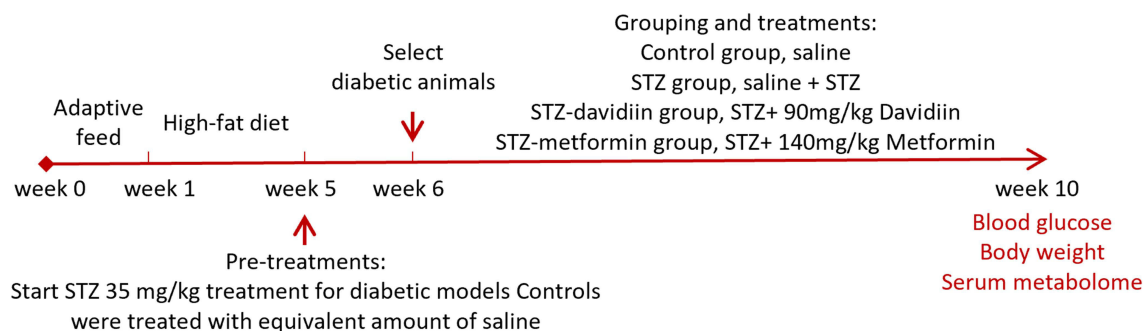 Grouping and treatments:
Control group, saline
STZ group, saline + STZ
STZ-davidiin group, STZ+ 90mg/kg Davidiin
STZ-metformin group, STZ+ 140mg/kg Metformin
Select
diabetic animals
Adaptive
feed
High-fat diet
week 0
week 1
week 5
week 6
week 10
Pre-treatments:
Start STZ 35 mg/kg treatment for diabetic models Controls
were treated with equivalent amount of saline
Blood glucose
Body weight
Serum metabolome